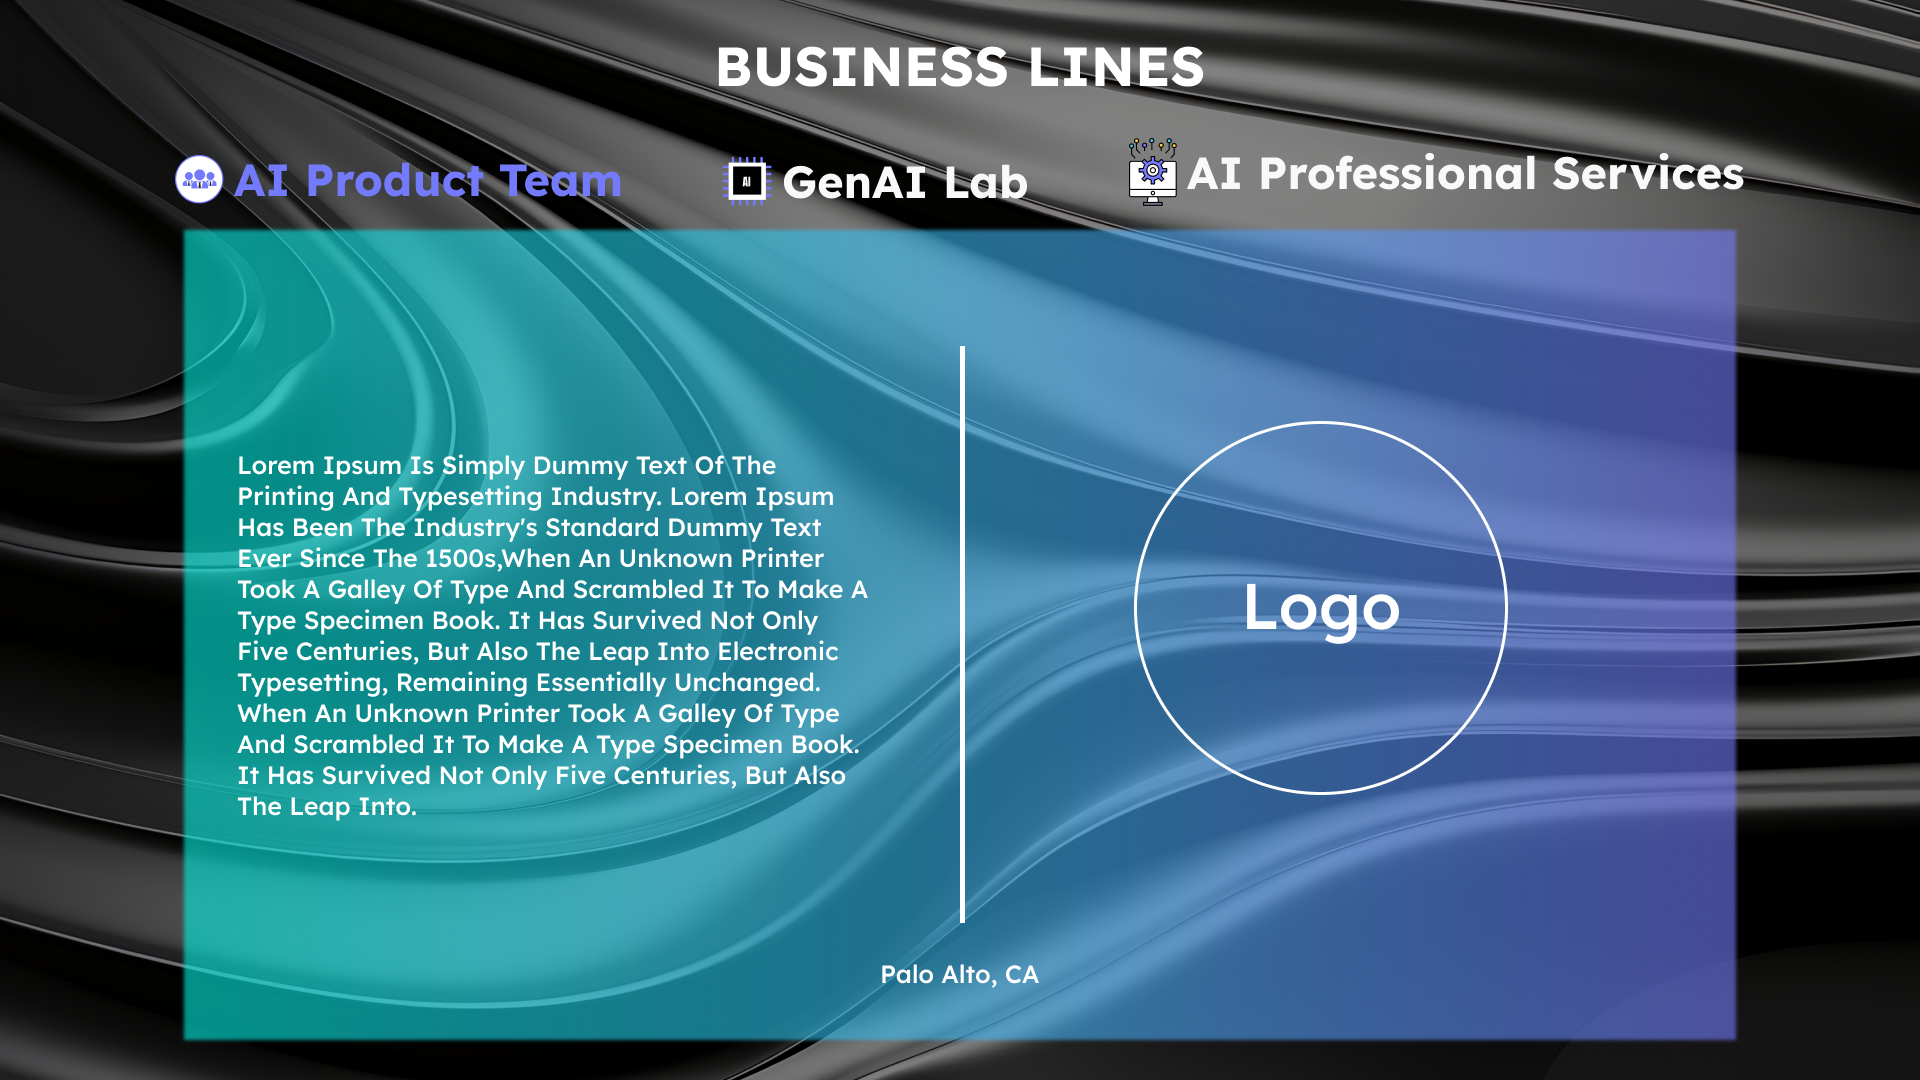 BUSINESS LINES
AI Product Team
AI
GenAI Lab
AI Professional Services
Lorem Ipsum Is Simply Dummy Text Of The
Printing And Typesetting Industry. Lorem Ipsum
Has Been The Industry's Standard Dummy Text
Ever Since The 1500s,When An Unknown Printer
Took A Galley Of Type And Scrambled It To Make A
Type Specimen Book. It Has Survived Not Only
Five Centuries, But Also The Leap Into Electronic
Typesetting, Remaining Essentially Unchanged.
When An Unknown Printer Took A Galley Of Type
And Scrambled It To Make A Type Specimen Book.
It Has Survived Not Only Five Centuries, But Also
The Leap Into.
Logo
Palo Alto, CA